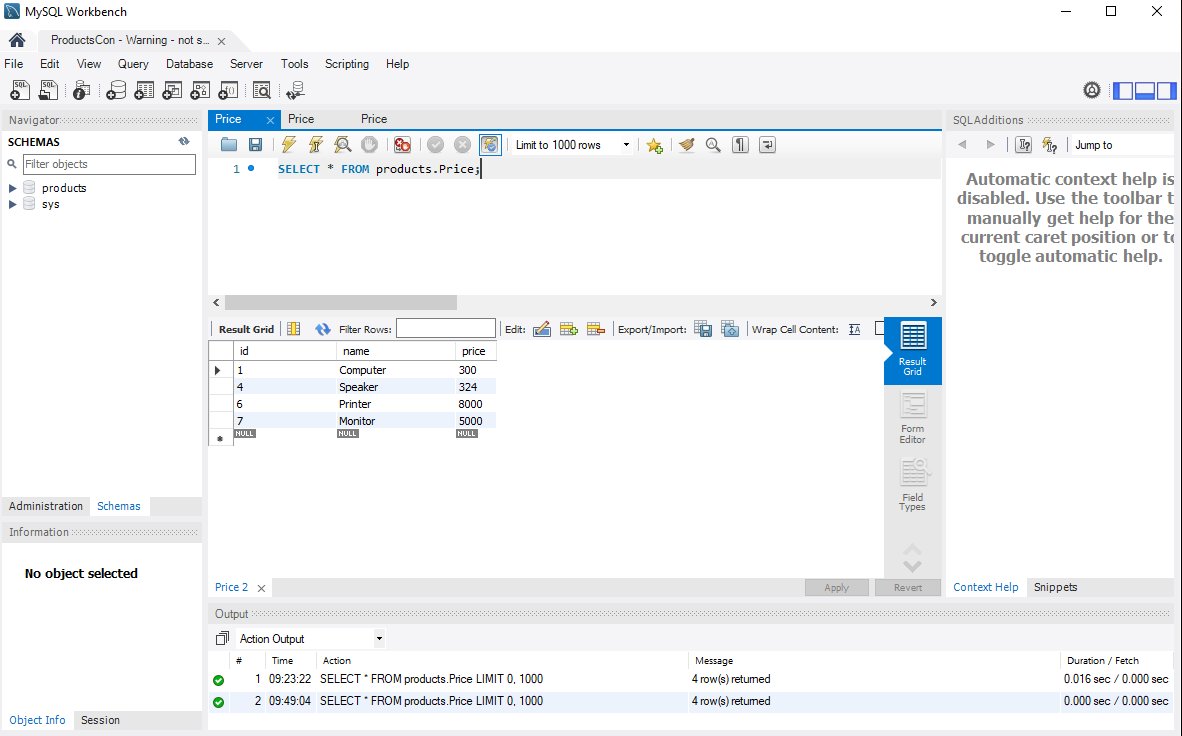 MySQL Workbench
ProductsCon - Warning - not s...
File Edit View Query Database Server Tools Scripting Help
Navigator
SCHEMAS
Filter objects
products
sys
Administration Schemas
Information
No object selected
Object Info Session
Price Price Price
Limit to 1000 rows
1 SELECT * FROM products.Price;
Result Grid Filter Rows: Edit: Export/Import: Wrap Cell Content:
id name price
1 Computer 300
4 Speaker 324
6 Printer 8000
7 Monitor 5000
NULL NULL NULL
Result
Grid
Form
Editor
Field
Types
Price 2 Apply Revert
SQLAdditions
Jump to
Automatic context help is
disabled. Use the toolbar t
manually get help for the
current caret position or to
toggle automatic help.
Context Help Snippets
Output
Action Output
# Time Action Message Duration / Fetch
1 09:23:22 SELECT * FROM products.Price LIMIT 0, 1000 4 row(s) returned 0.016 sec / 0.000 sec
2 09:49:04 SELECT * FROM products.Price LIMIT 0, 1000 4 row(s) returned 0.000 sec / 0.000 sec